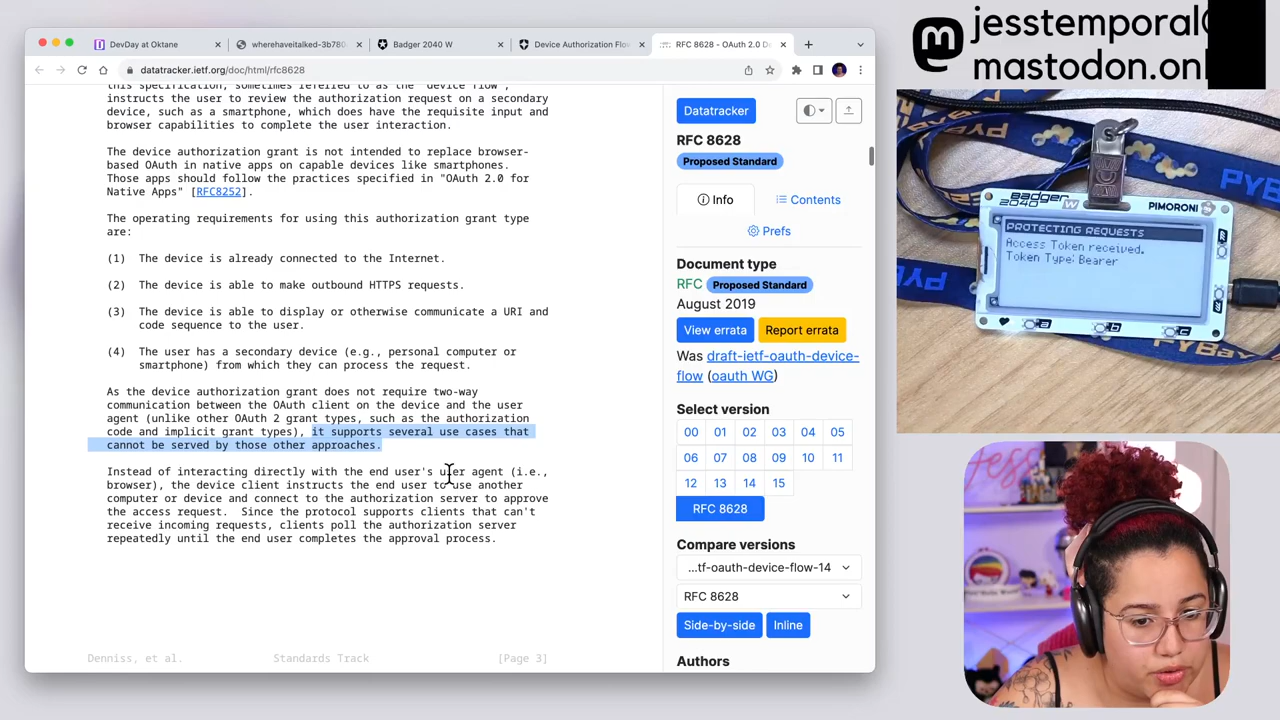 DevDay at Oktane
wherehaveitalked-3b780
Badger 2040 W
Device Authorization Flo
RFC 8628 - OAuth 2.0 D
datatracker.ietf.org/doc/html/rfc8628
this specification, sometimes referred to as the "device flow",
instructs the user to review the authorization request on a secondary
device, such as a smartphone, which does have the requisite input and
browser capabilities to complete the user interaction.
The device authorization grant is not intended to replace browser-
based OAuth in native apps on capable devices like smartphones.
Those apps should follow the practices specified in "OAuth 2.0 for
Native Apps" [RFC8252].
The operating requirements for using this authorization grant type
are:
(1) The device is already connected to the Internet.
(2) The device is able to make outbound HTTPS requests.
(3) The device is able to display or otherwise communicate a URI and
code sequence to the user.
(4) The user has a secondary device (e.g., personal computer or
smartphone) from which they can process the request.
As the device authorization grant does not require two-way
communication between the OAuth client on the device and the user
agent (unlike other OAuth 2 grant types, such as the authorization
code and implicit grant types), it supports several use cases that
cannot be served by those other approaches.
Instead of interacting directly with the end user's user agent (i.e.,
browser), the device client instructs the end user to use another
computer or device and connect to the authorization server to approve
the access request. Since the protocol supports clients that can't
receive incoming requests, clients poll the authorization server
repeatedly until the end user completes the approval process.
Denniss, et al. Standards Track [Page 3]
Datatracker
RFC 8628
Proposed Standard
Info
Contents
Prefs
Document type
RFC Proposed Standard
August 2019
View errata
Report errata
Was draft-ietf-oauth-device-
flow (oauth WG)
Select version
00 01 02 03 04 05
06 07 08 09 10 11
12 13 14 15
RFC 8628
Compare versions
...tf-oauth-device-flow-14
RFC 8628
Side-by-side
Inline
Authors
jesstemporal@
mastodon.onl
Badger
2040 W
PIMORONI
PROTECTING REQUESTS
Access Token received.
Token Type: Bearer
a b c